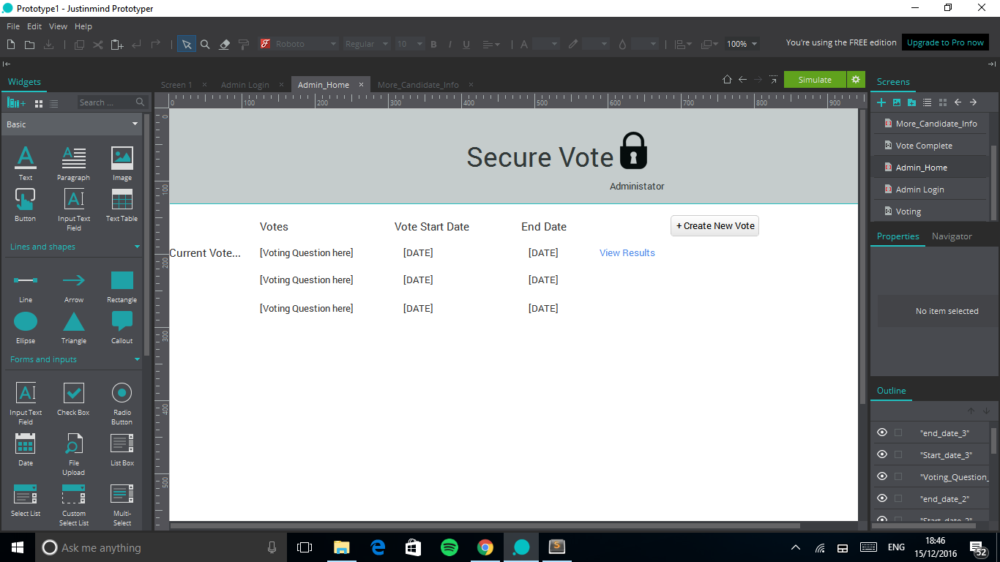 Prototype1 - Justinmind Prototyper
File Edit View Help
Roboto Regular 10 B I U A 100% You're using the FREE edition Upgrade to Pro now
Widgets
Screen 1 × Admin Login × Admin_Home × More_Candidate_Info ×
Simulate
Screens
Search ...
0 100 200 300 400 500 600 700 800 900
0 100 200 300 400 500
Basic
Text Paragraph Image
Button Input Text Field Text Table
Lines and shapes
Line Arrow Rectangle
Ellipse Triangle Callout
Forms and inputs
Input Text Field Check Box Radio Button
Date File Upload List Box
Select List Custom Select List Multi-Select
Secure Vote
Administator
Votes Vote Start Date End Date + Create New Vote
Current Vote... [Voting Question here] [DATE] [DATE] View Results
[Voting Question here] [DATE] [DATE]
[Voting Question here] [DATE] [DATE]
More_Candidate_Info
Vote Complete
Admin_Home
Admin Login
Voting
Properties Navigator
No item selected
Outline
"end_date_3"
"Start_date_3"
"Voting_Question_
"end_date_2"
"Start_date_2"
Ask me anything
ENG
18:46
15/12/2016
52